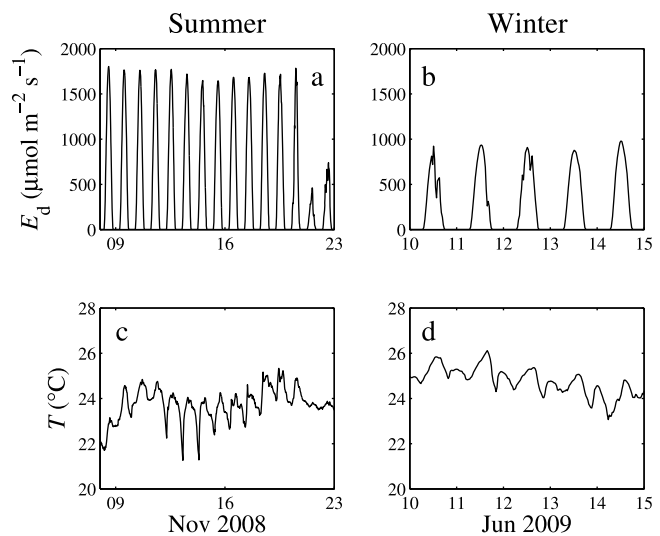 Summer Winter
2000 2000
a b
1500 1500
1000 1000
500 500
0 0
E_d (μmol m⁻² s⁻¹)
09 16 23 10 11 12 13 14 15
28 28
c d
26 26
24 24
22 22
20 20
T (°C)
09 16 23 10 11 12 13 14 15
Nov 2008 Jun 2009